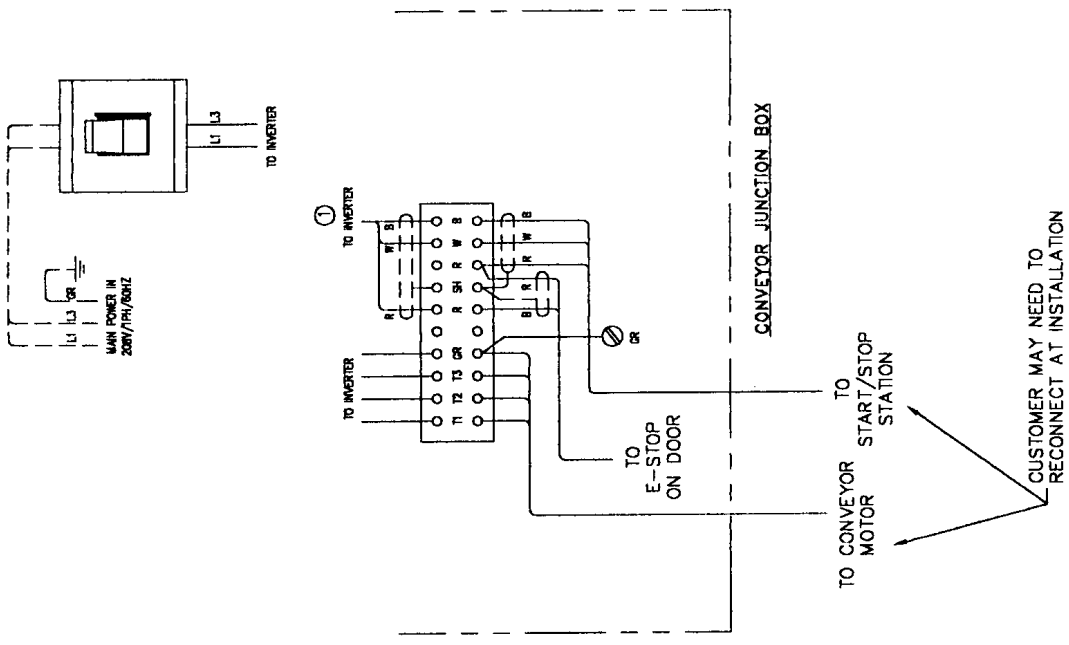 L1
L3
GR
MAIN POWER IN
208V/1PH/60HZ
L1
L3
TO INVERTER
1
TO INVERTER
TO INVERTER
R
W
B
T1
T2
T3
GR
R
SH
R
W
B
B
R
R
W
B
GR
CONVEYOR JUNCTION BOX
TO
E-STOP
ON DOOR
TO
START/STOP
STATION
TO CONVEYOR
MOTOR
CUSTOMER MAY NEED TO
RECONNECT AT INSTALLATION